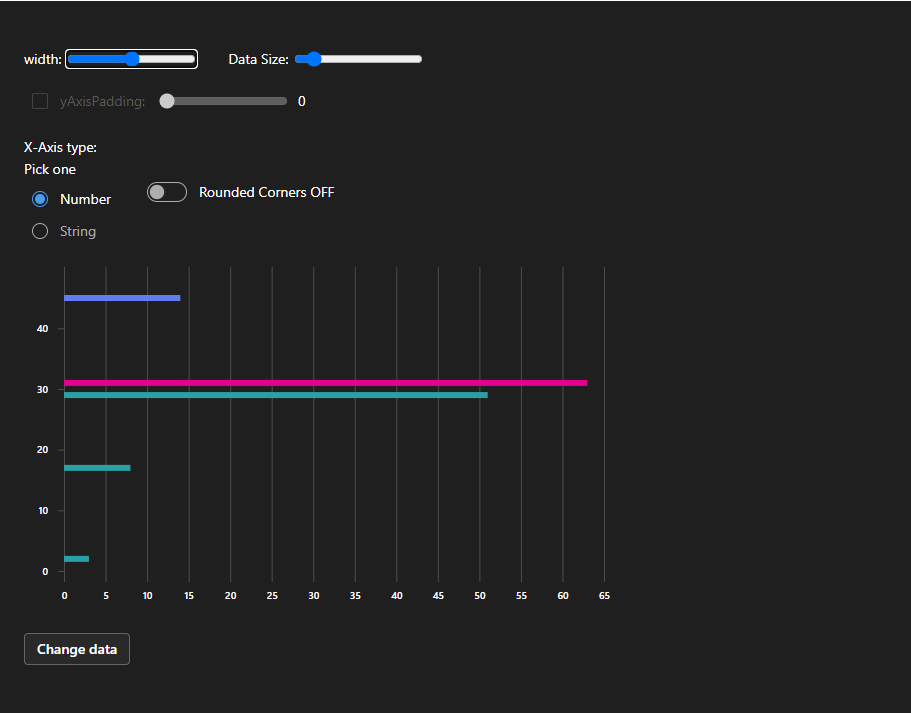 width: Data Size:
yAxisPadding: 0
X-Axis type:
Pick one
Number
Rounded Corners OFF
String
40
30
20
10
0
0 5 10 15 20 25 30 35 40 45 50 55 60 65
Change data